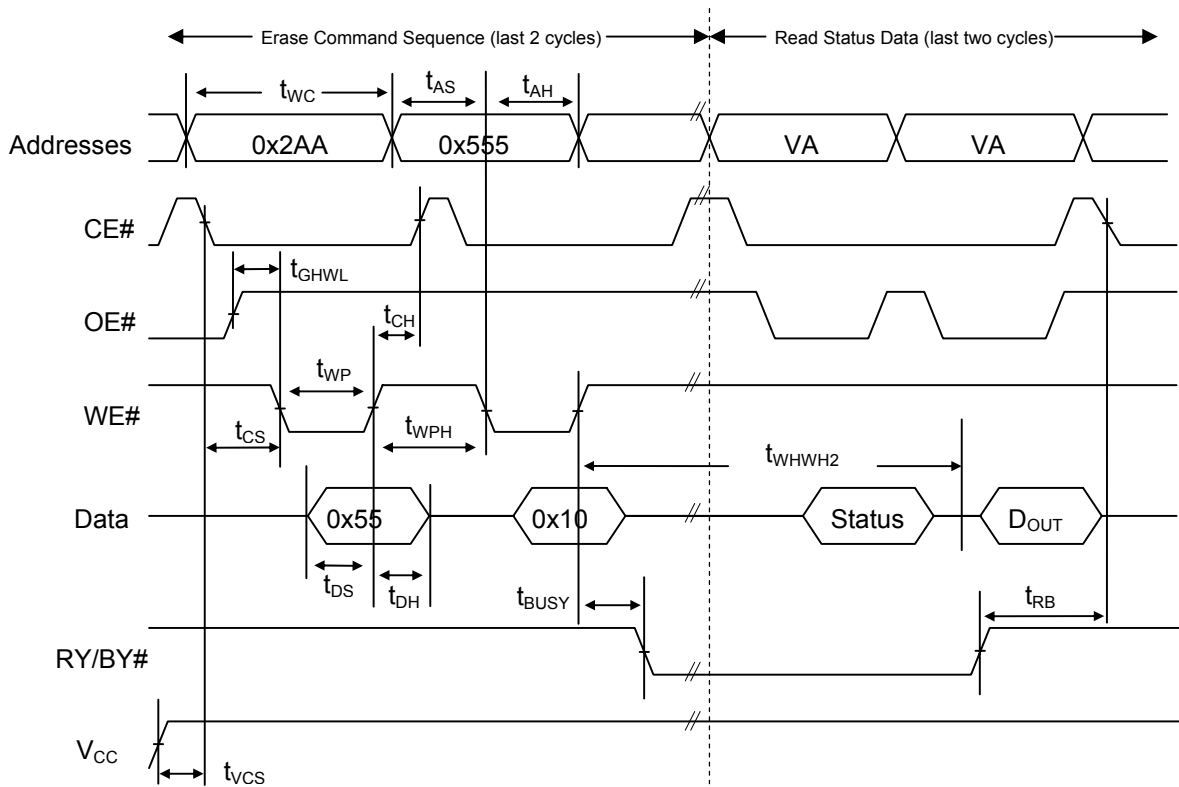 Erase Command Sequence (last 2 cycles) Read Status Data (last two cycles)
tWC tAS tAH
Addresses 0x2AA 0x555 VA VA
CE#
tGHWL
OE#
tCH
tWP
WE#
tCS tWPH
tWHWH2
Data 0x55 0x10 Status DOUT
tDS tDH tBUSY tRB
RY/BY#
VCC
tVCS